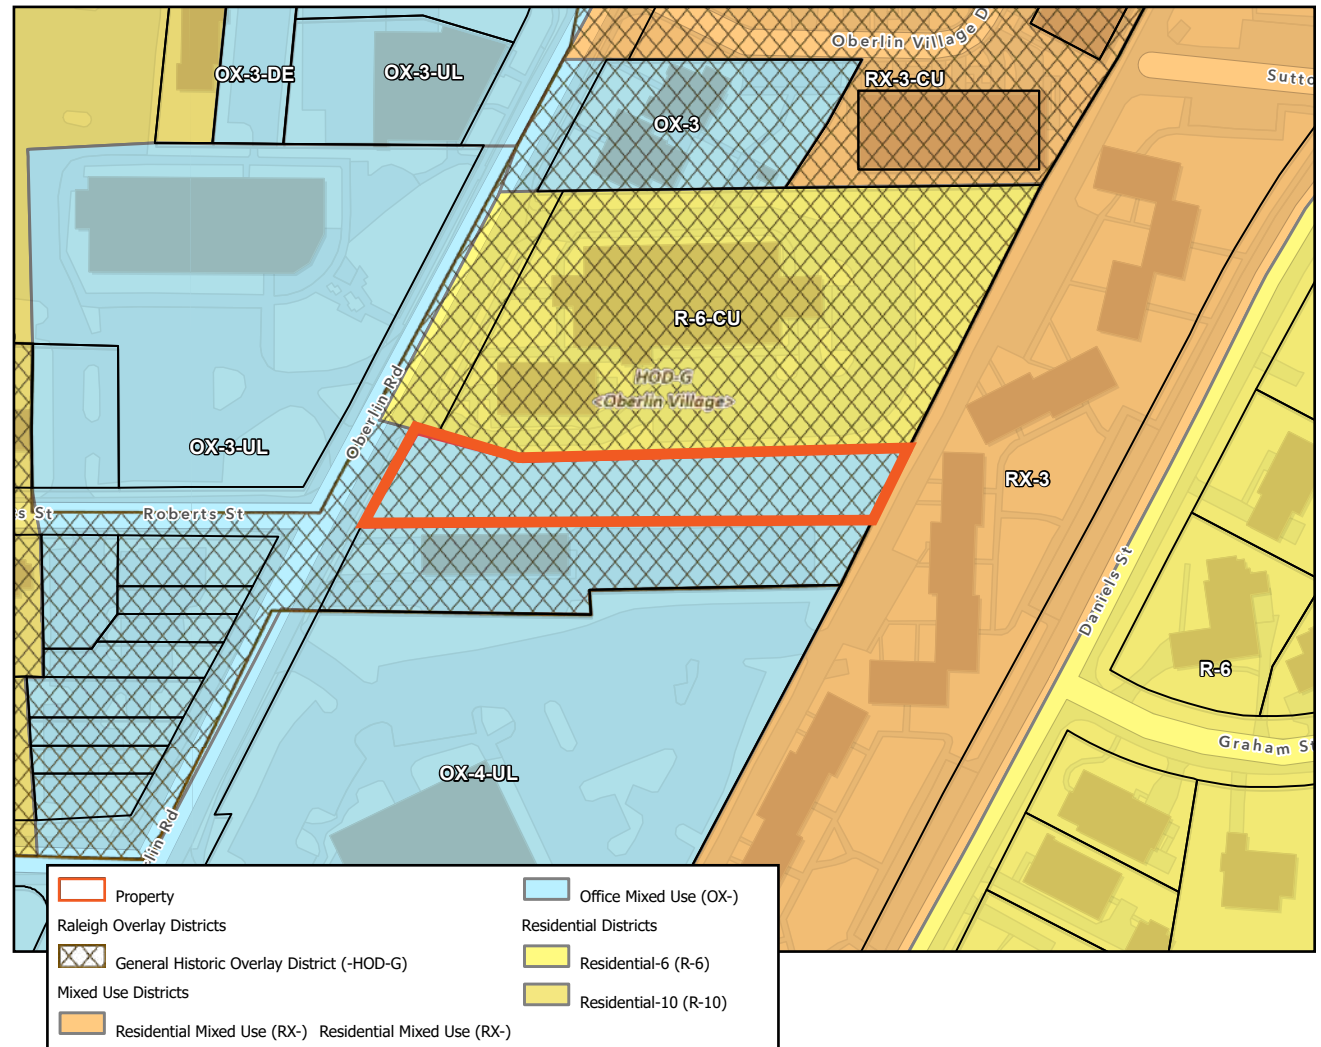 Oberlin Village D
OX-3-DE
OX-3-UL
RX-3-CU
Sutto
OX-3
R-6-CU
HOD-G
<Oberlin Village>
Oberlin Rd
OX-3-UL
RX-3
s St
Roberts St
Daniels St
R-6
Graham St
OX-4-UL
lin Rd
Property
Raleigh Overlay Districts
General Historic Overlay District (-HOD-G)
Mixed Use Districts
Residential Mixed Use (RX-) Residential Mixed Use (RX-)
Office Mixed Use (OX-)
Residential Districts
Residential-6 (R-6)
Residential-10 (R-10)